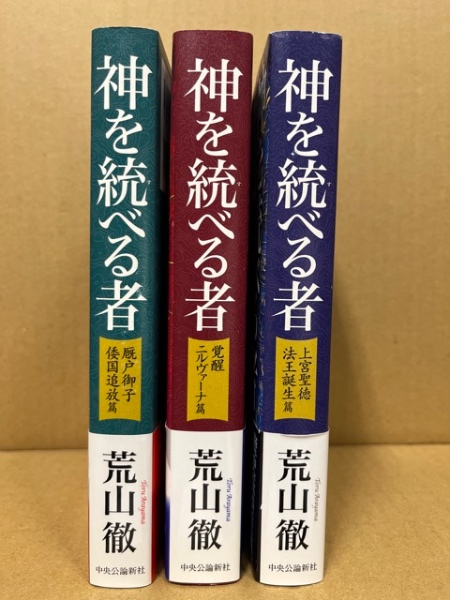 神を統べる者
す
厩戸御子
倭国追放篇
荒山徹
Toru Arayama
中央公論新社
神を統べる者
す
覚醒
ニルヴァーナ篇
荒山徹
Toru Arayama
中央公論新社
神を統べる者
す
上宮聖徳
法王誕生篇
荒山徹
Toru Arayama
中央公論新社